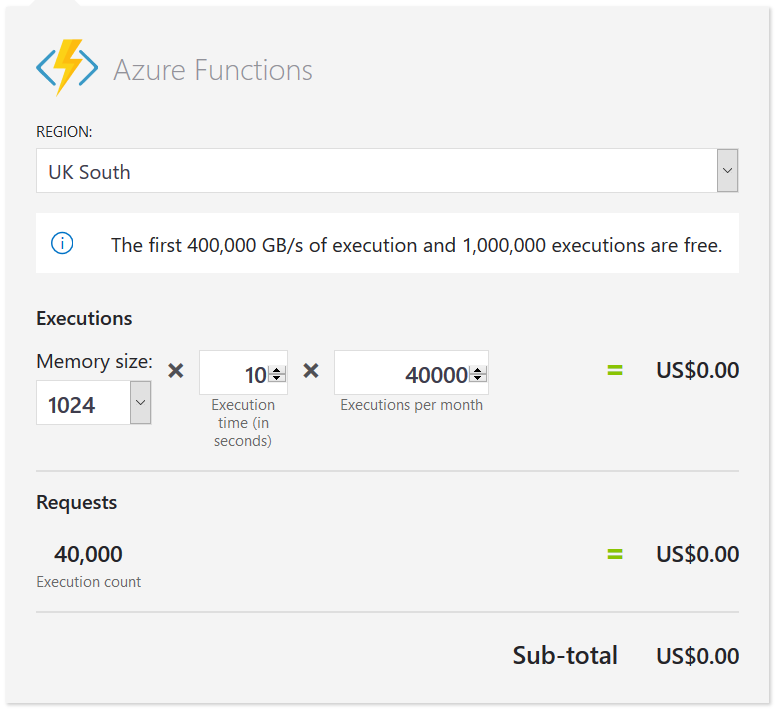 Azure Functions
REGION:
UK South
The first 400,000 GB/s of execution and 1,000,000 executions are free.
Executions
Memory size:
1024
10
Execution
time (in
seconds)
40000
Executions per month
= US$0.00
Requests
40,000
Execution count
= US$0.00
Sub-total US$0.00